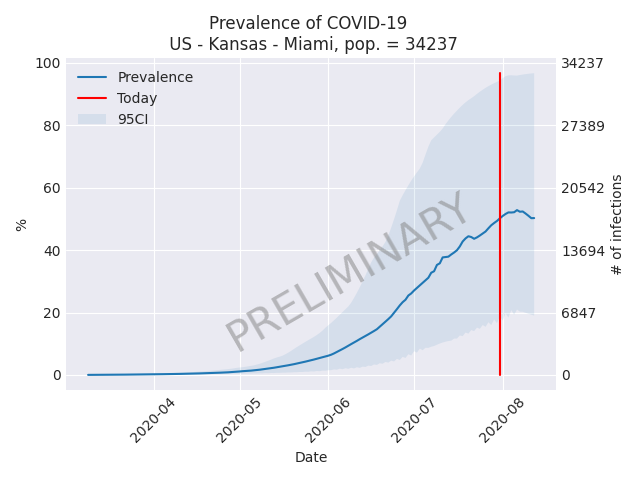 Prevalence of COVID-19
US - Kansas - Miami, pop. = 34237
100
80
60
40
20
0
%
Prevalence
Today
95CI
PRELIMINARY
34237
27389
20542
13694
6847
0
# of infections
2020-04
2020-05
2020-06
2020-07
2020-08
Date